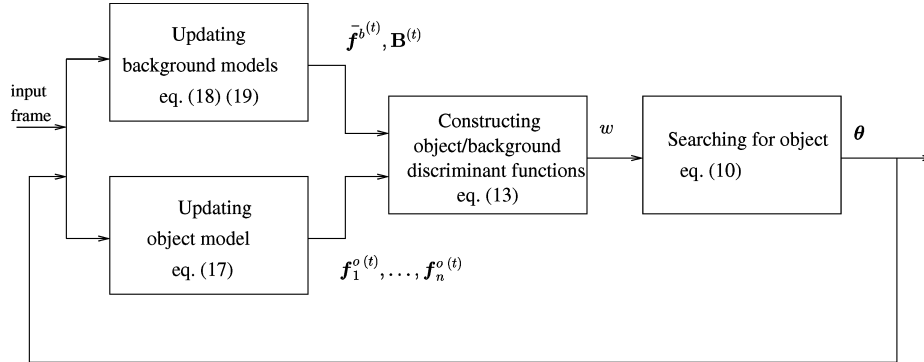 input
frame
Updating
background models
eq. (18) (19)
f̄^{b(t)}, B^{(t)}
Updating
object model
eq. (17)
f_1^{o(t)}, ..., f_n^{o(t)}
Constructing
object/background
discriminant functions
eq. (13)
w
Searching for object
eq. (10)
θ